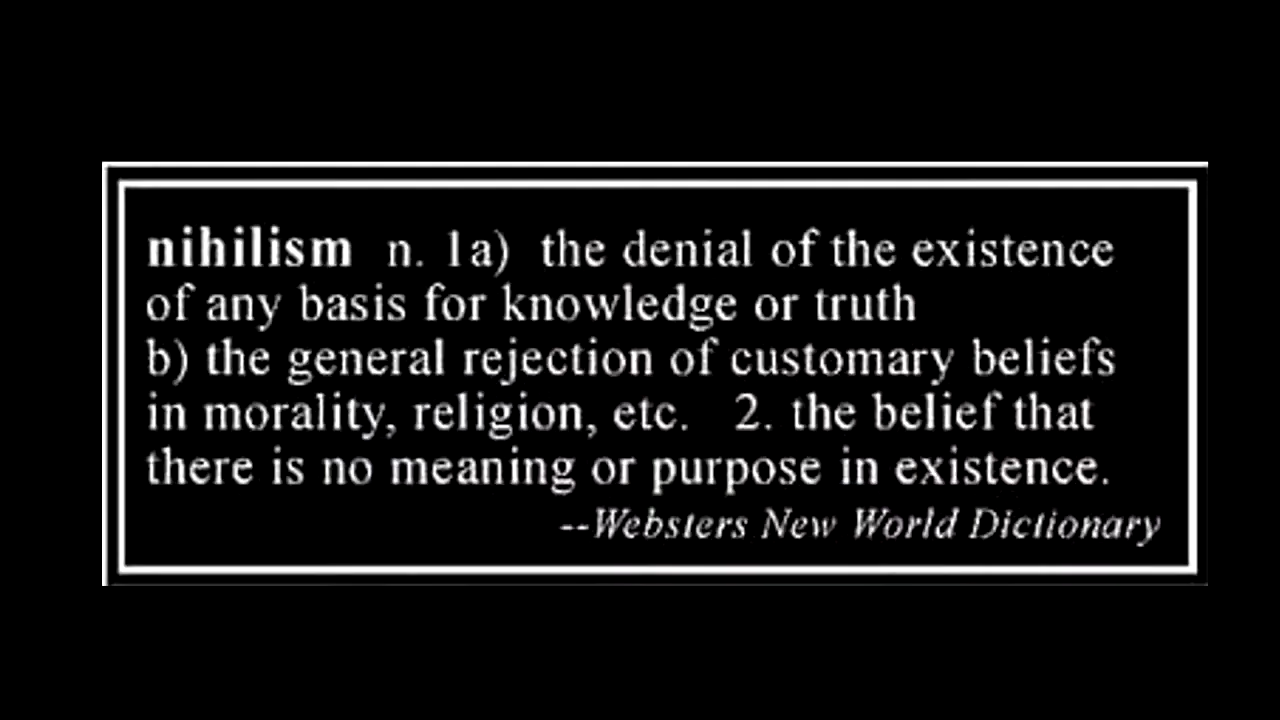 nihilism n. 1a) the denial of the existence
of any basis for knowledge or truth
b) the general rejection of customary beliefs
in morality, religion, etc. 2. the belief that
there is no meaning or purpose in existence.
--Websters New World Dictionary